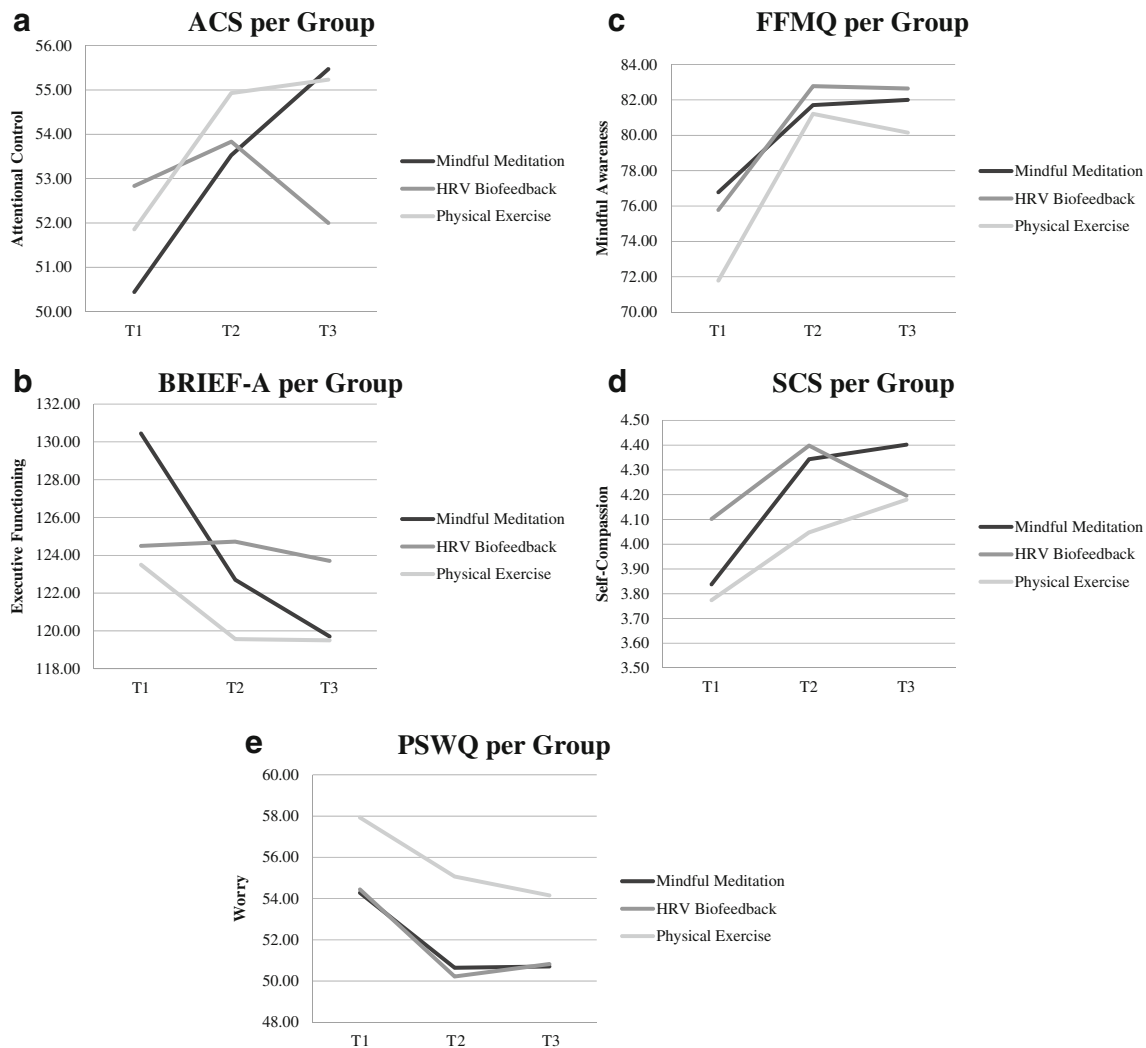 a
ACS per Group
56.00
55.00
54.00
53.00
52.00
51.00
50.00
Attentional Control
T1 T2 T3
Mindful Meditation
HRV Biofeedback
Physical Exercise
c
FFMQ per Group
84.00
82.00
80.00
78.00
76.00
74.00
72.00
70.00
Mindful Awareness
T1 T2 T3
Mindful Meditation
HRV Biofeedback
Physical Exercise
b
BRIEF-A per Group
132.00
130.00
128.00
126.00
124.00
122.00
120.00
118.00
Executive Functioning
T1 T2 T3
Mindful Meditation
HRV Biofeedback
Physical Exercise
d
SCS per Group
4.50
4.40
4.30
4.20
4.10
4.00
3.90
3.80
3.70
3.60
3.50
Self-Compassion
T1 T2 T3
Mindful Meditation
HRV Biofeedback
Physical Exercise
e
PSWQ per Group
60.00
58.00
56.00
54.00
52.00
50.00
48.00
Worry
T1 T2 T3
Mindful Meditation
HRV Biofeedback
Physical Exercise